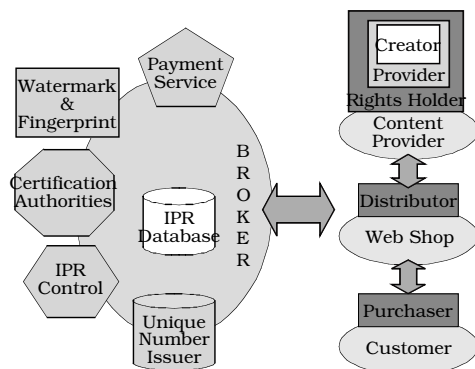 Payment
Service
Watermark
&
Fingerprint
Certification
Authorities
IPR
Control
IPR
Database
Unique
Number
Issuer
B
R
O
K
E
R
Creator
Provider
Rights Holder
Content
Provider
Distributor
Web Shop
Purchaser
Customer